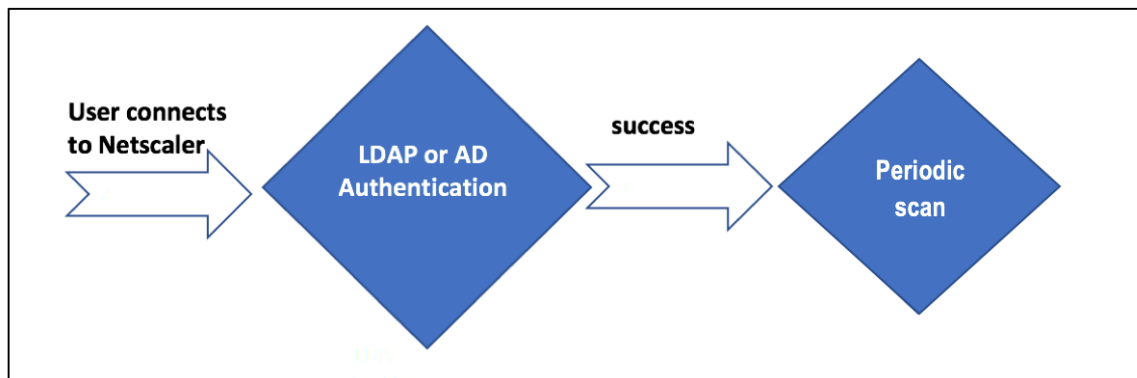 User connects
to Netscaler
LDAP or AD
Authentication
success
Periodic
scan